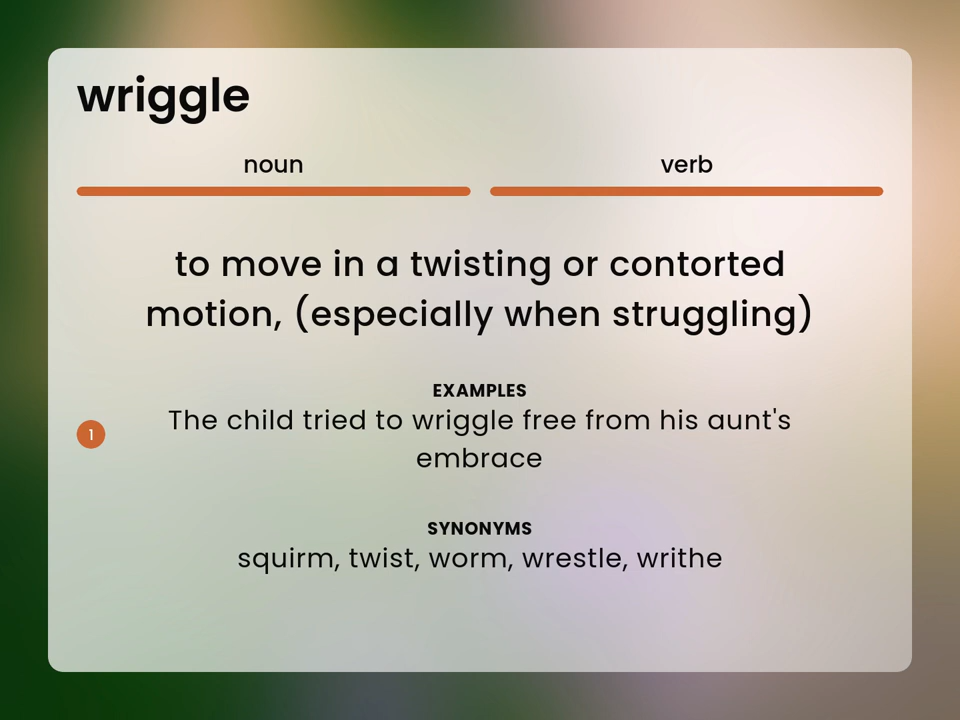 wriggle
noun
verb
to move in a twisting or contorted
motion, (especially when struggling)
EXAMPLES
1
The child tried to wriggle free from his aunt's
embrace
SYNONYMS
squirm, twist, worm, wrestle, writhe